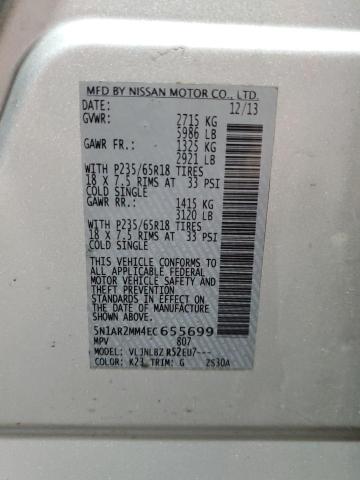 MFD BY NISSAN MOTOR CO., LTD.
DATE: 12/13
GVWR: 2715 KG
5986 LB
GAWR FR.: 1325 KG
2921 LB
WITH P235/65R18 TIRES
18 X 7.5 RIMS AT 33 PSI
COLD SINGLE
GAWR RR.: 1415 KG
3120 LB
WITH P235/65R18 TIRES
18 X 7.5 RIMS AT 33 PSI
COLD SINGLE
THIS VEHICLE CONFORMS TO
ALL APPLICABLE FEDERAL
MOTOR VEHICLE SAFETY AND
STANDARDS IN EFFECT ON
THE DATE OF MANUFACTURE
SHOWN ABOVE.
5N1AR2MM4EC655699
MPV 807
MODEL: VLJNLBZ R52EU7---
COLOR: K23 TRIM: G ZS30A